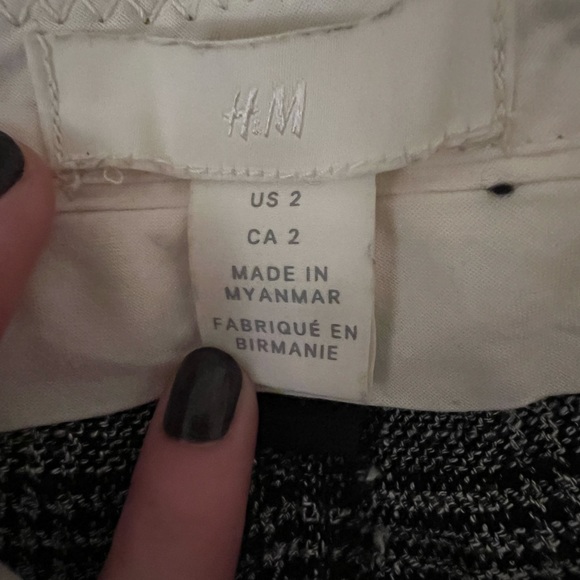 H&M
US 2
CA 2
MADE IN
MYANMAR
FABRIQUÉ EN
BIRMANIE